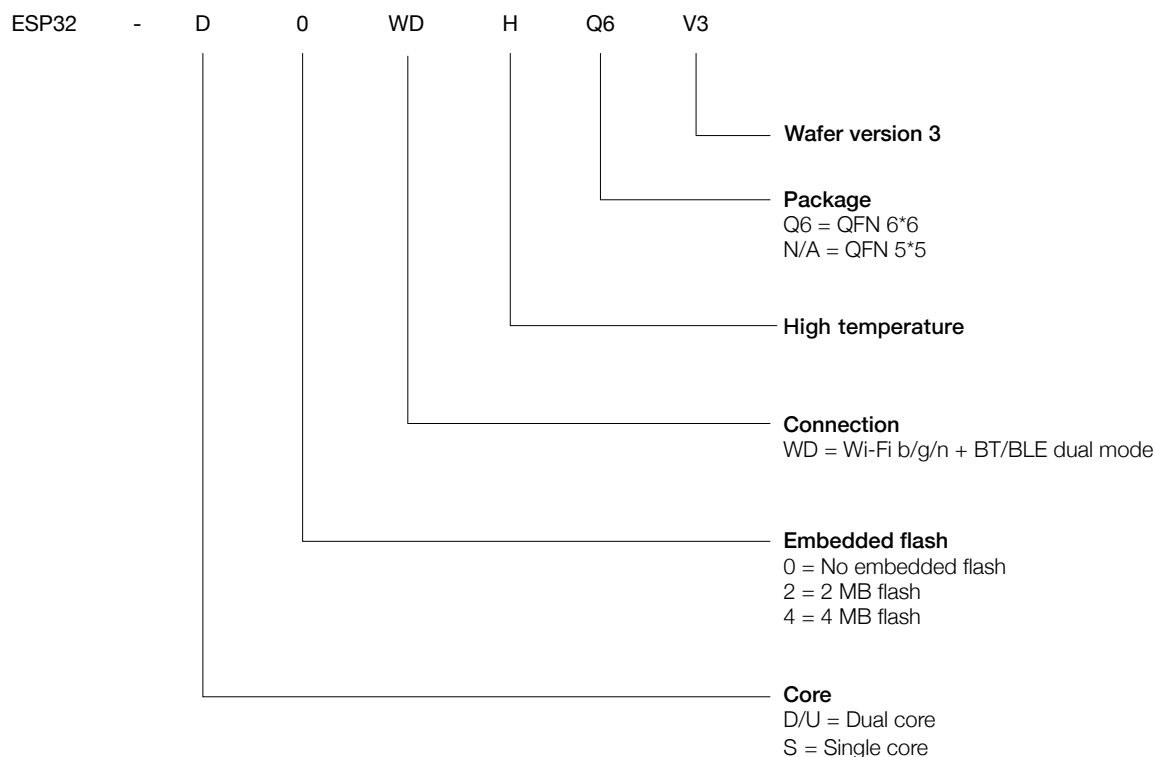 ESP32 - D 0 WD H Q6 V3
Wafer version 3
Package
Q6 = QFN 6*6
N/A = QFN 5*5
High temperature
Connection
WD = Wi-Fi b/g/n + BT/BLE dual mode
Embedded flash
0 = No embedded flash
2 = 2 MB flash
4 = 4 MB flash
Core
D/U = Dual core
S = Single core